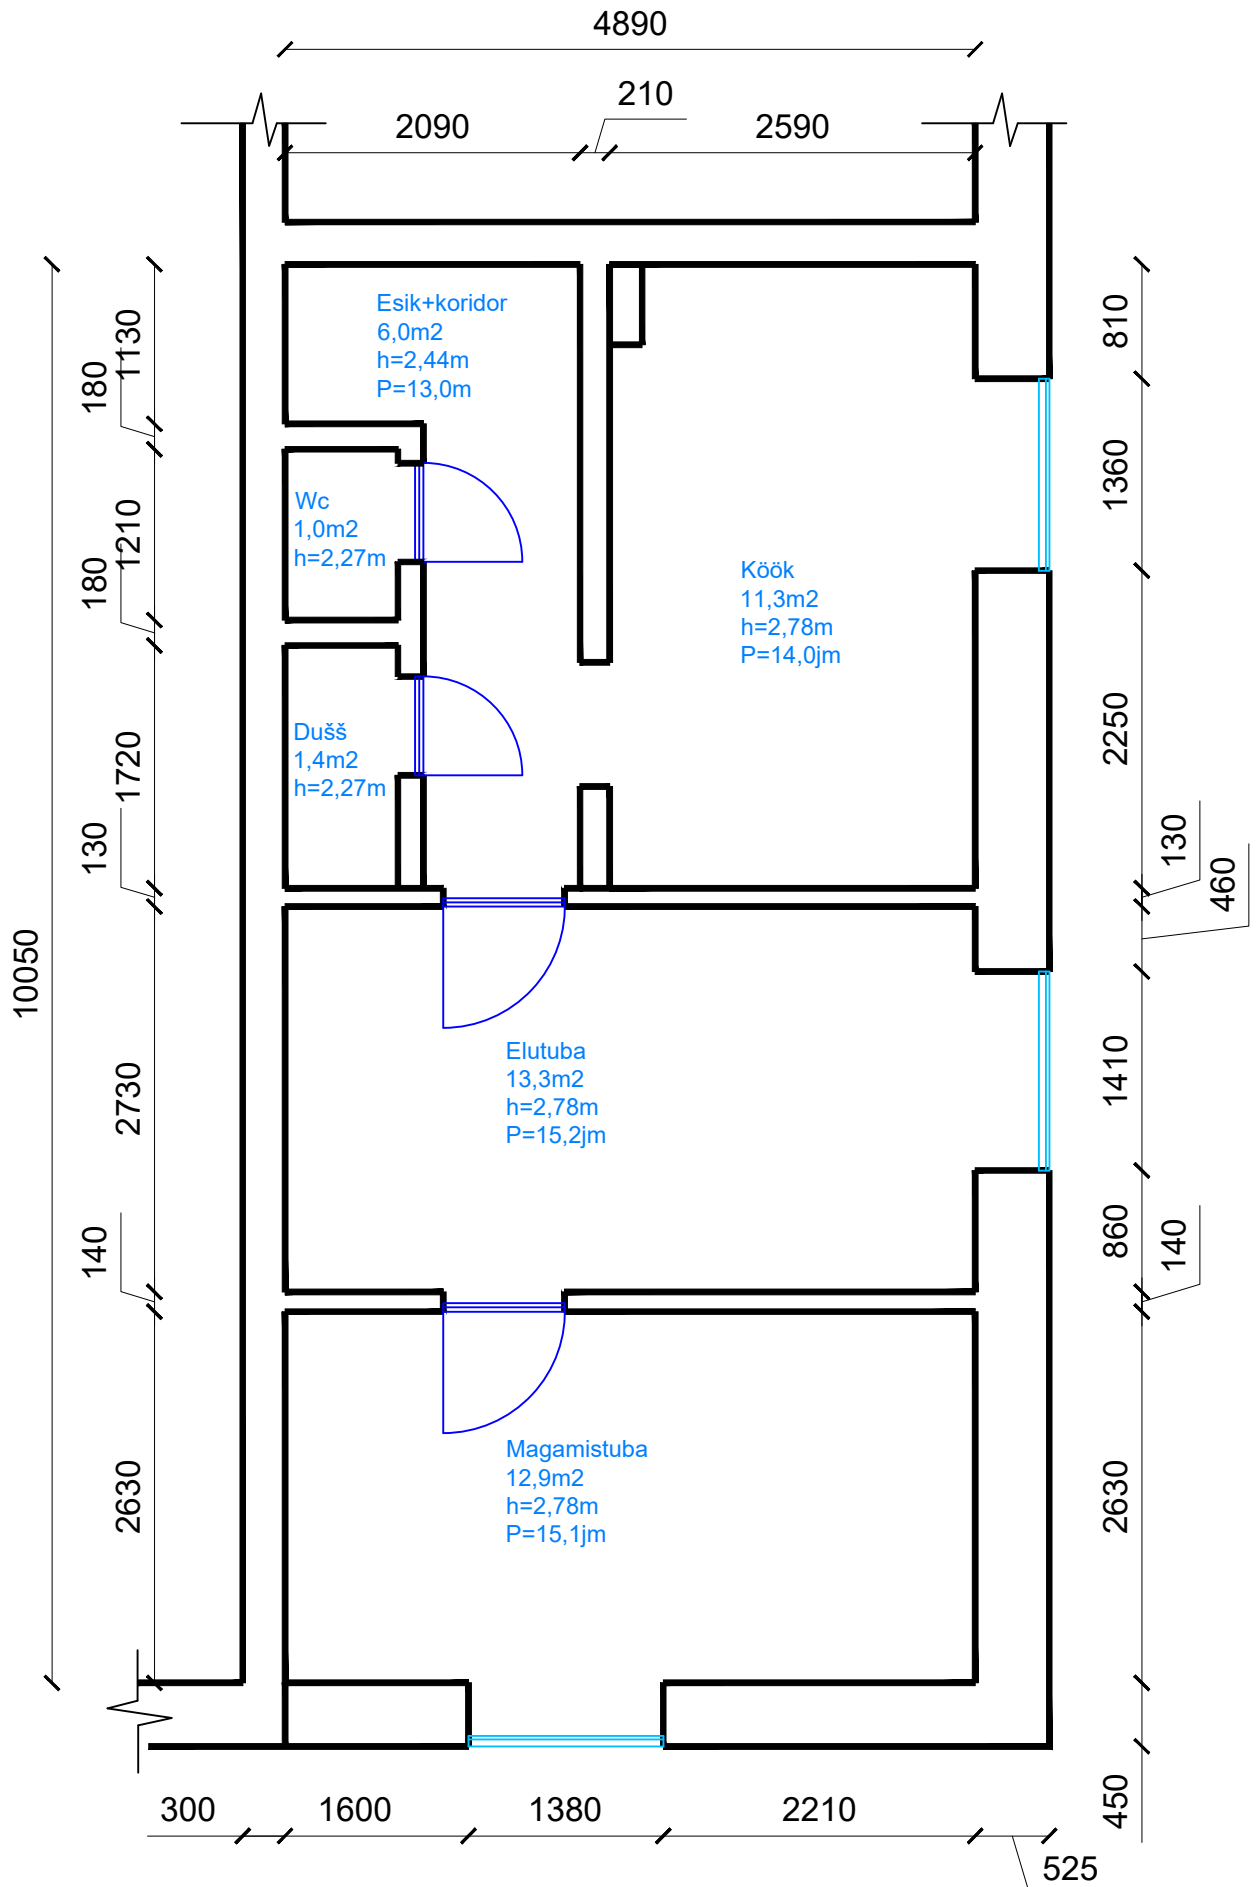 4890
210
2090
2590
Esik+koridor
6,0m2
h=2,44m
P=13,0m
1130
180
810
1360
Wc
1,0m2
h=2,27m
1210
180
Köök
11,3m2
h=2,78m
P=14,0jm
Dušš
1,4m2
h=2,27m
1720
130
2250
130
460
10050
2730
Elutuba
13,3m2
h=2,78m
P=15,2jm
1410
140
860
140
Magamistuba
12,9m2
h=2,78m
P=15,1jm
2630
2630
300
1600
1380
2210
450
525